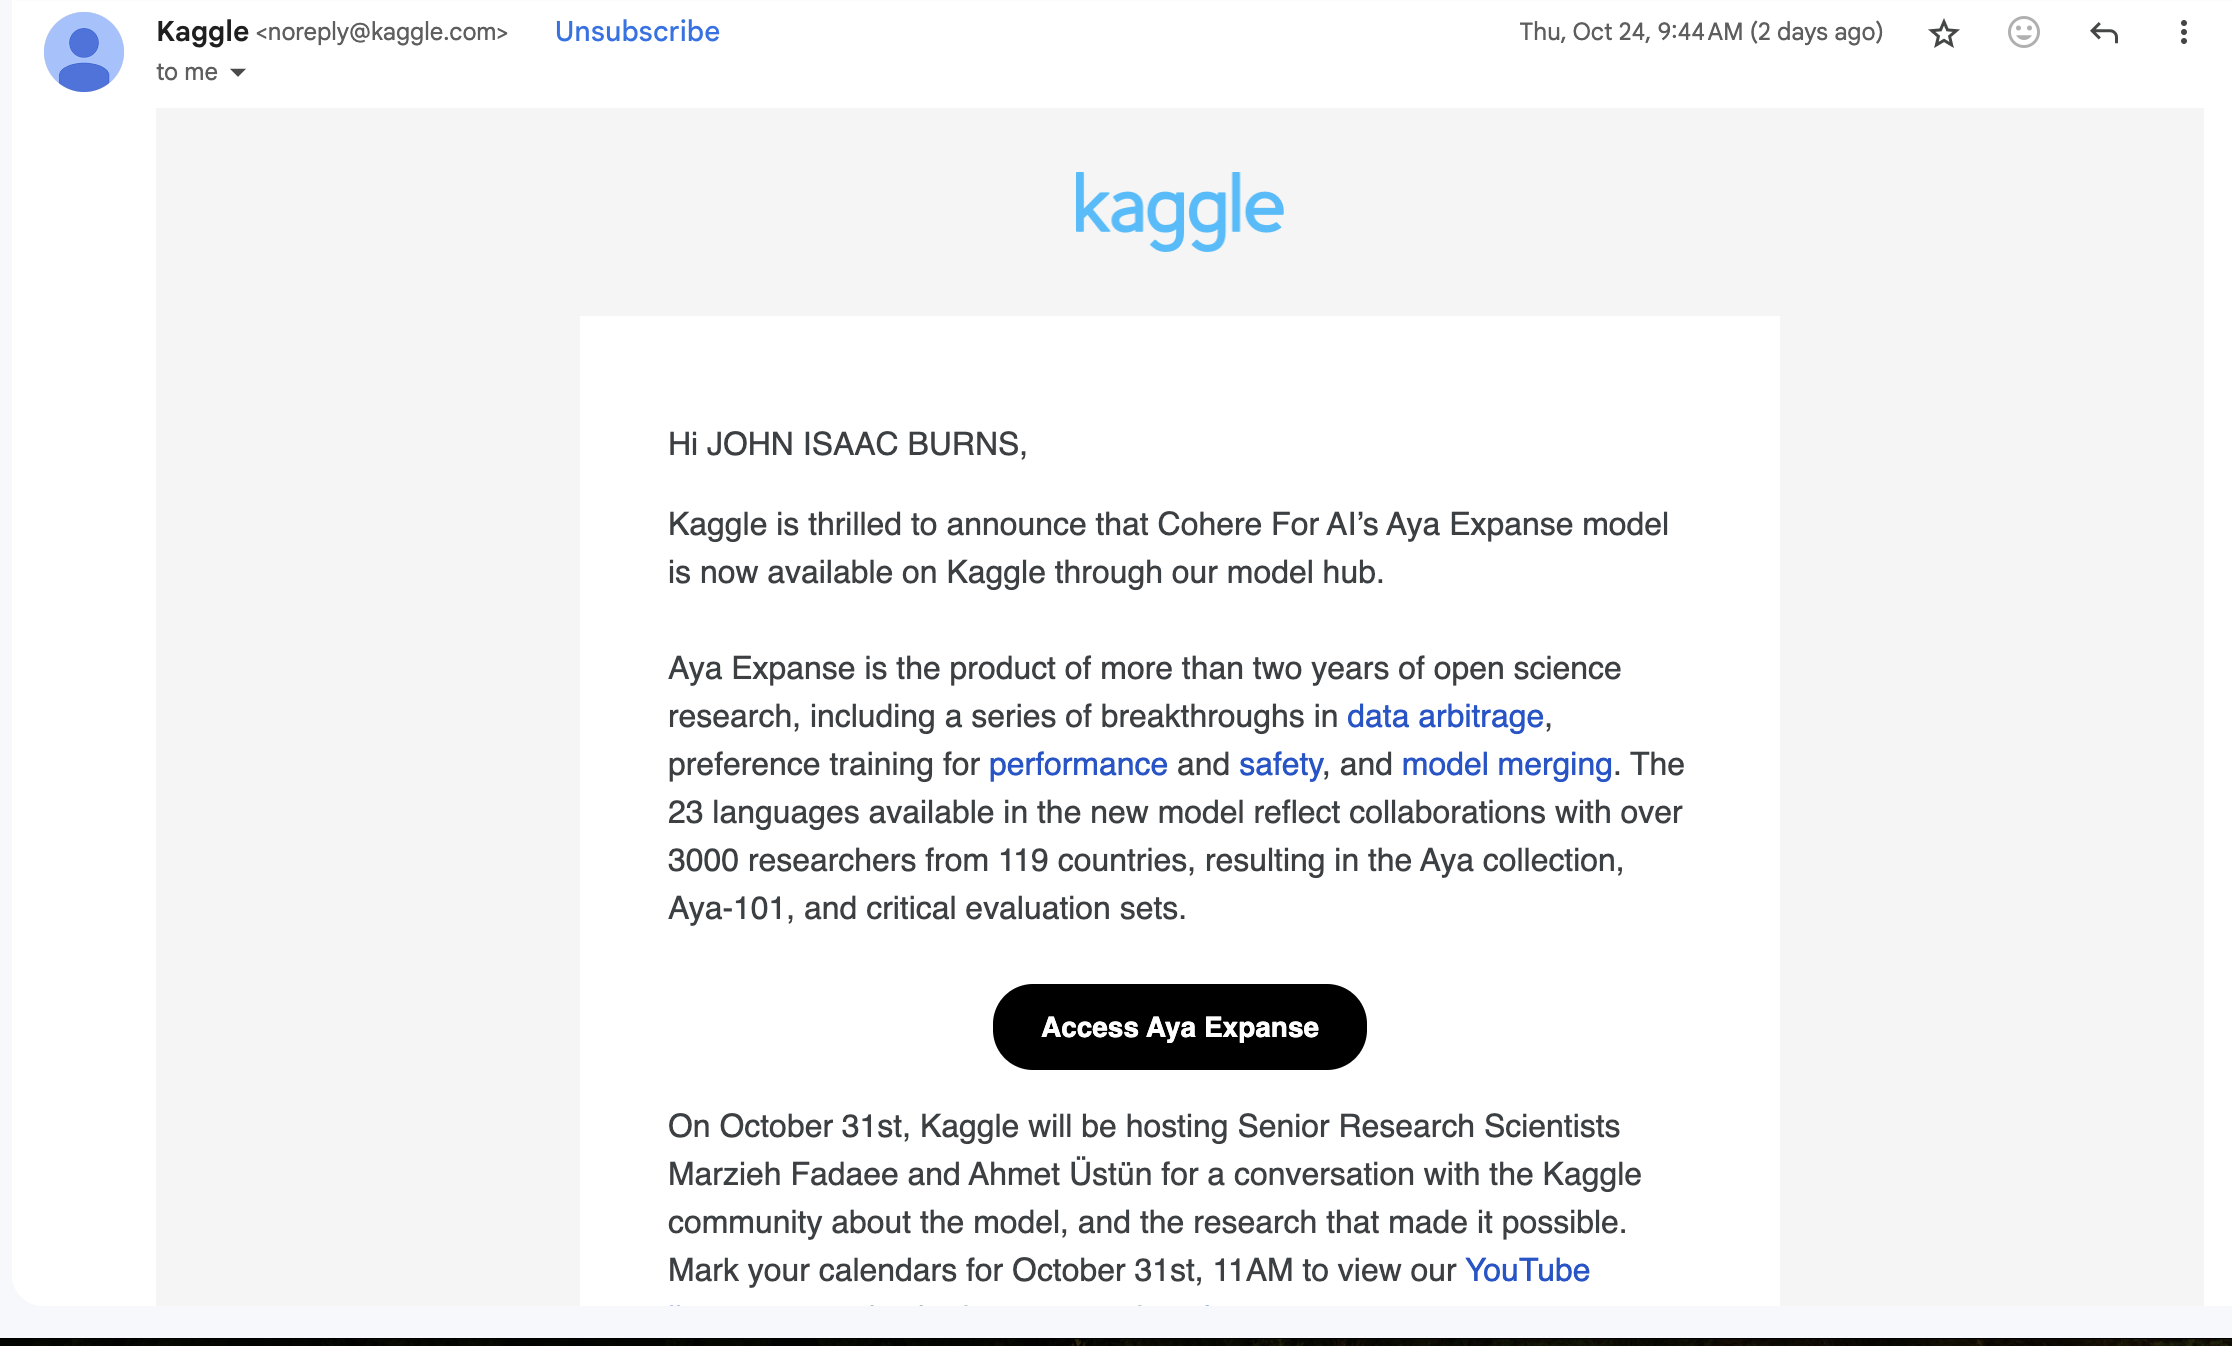 Kaggle <noreply@kaggle.com> Unsubscribe Thu, Oct 24, 9:44 AM (2 days ago)
to me
kaggle
Hi JOHN ISAAC BURNS,
Kaggle is thrilled to announce that Cohere For AI’s Aya Expanse model
is now available on Kaggle through our model hub.
Aya Expanse is the product of more than two years of open science
research, including a series of breakthroughs in data arbitrage,
preference training for performance and safety, and model merging. The
23 languages available in the new model reflect collaborations with over
3000 researchers from 119 countries, resulting in the Aya collection,
Aya-101, and critical evaluation sets.
Access Aya Expanse
On October 31st, Kaggle will be hosting Senior Research Scientists
Marzieh Fadaee and Ahmet Üstün for a conversation with the Kaggle
community about the model, and the research that made it possible.
Mark your calendars for October 31st, 11AM to view our YouTube